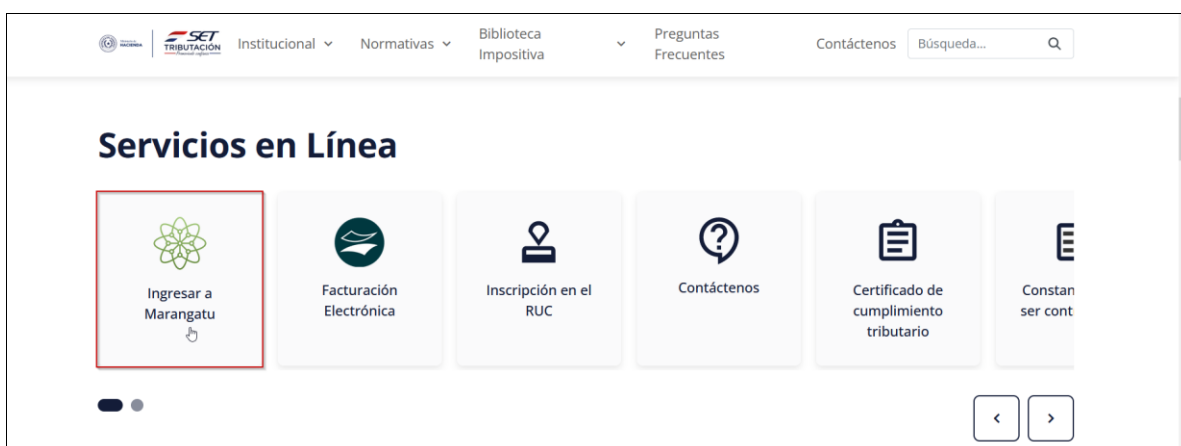 HACIENDA
SET
TRIBUTACIÓN
Institucional
Normativas
Biblioteca
Impositiva
Preguntas
Frecuentes
Contáctenos
Búsqueda...
Servicios en Línea
Ingresar a
Marangatu
Facturación
Electrónica
Inscripción en el
RUC
Contáctenos
Certificado de
cumplimiento
tributario
Constan
ser cont